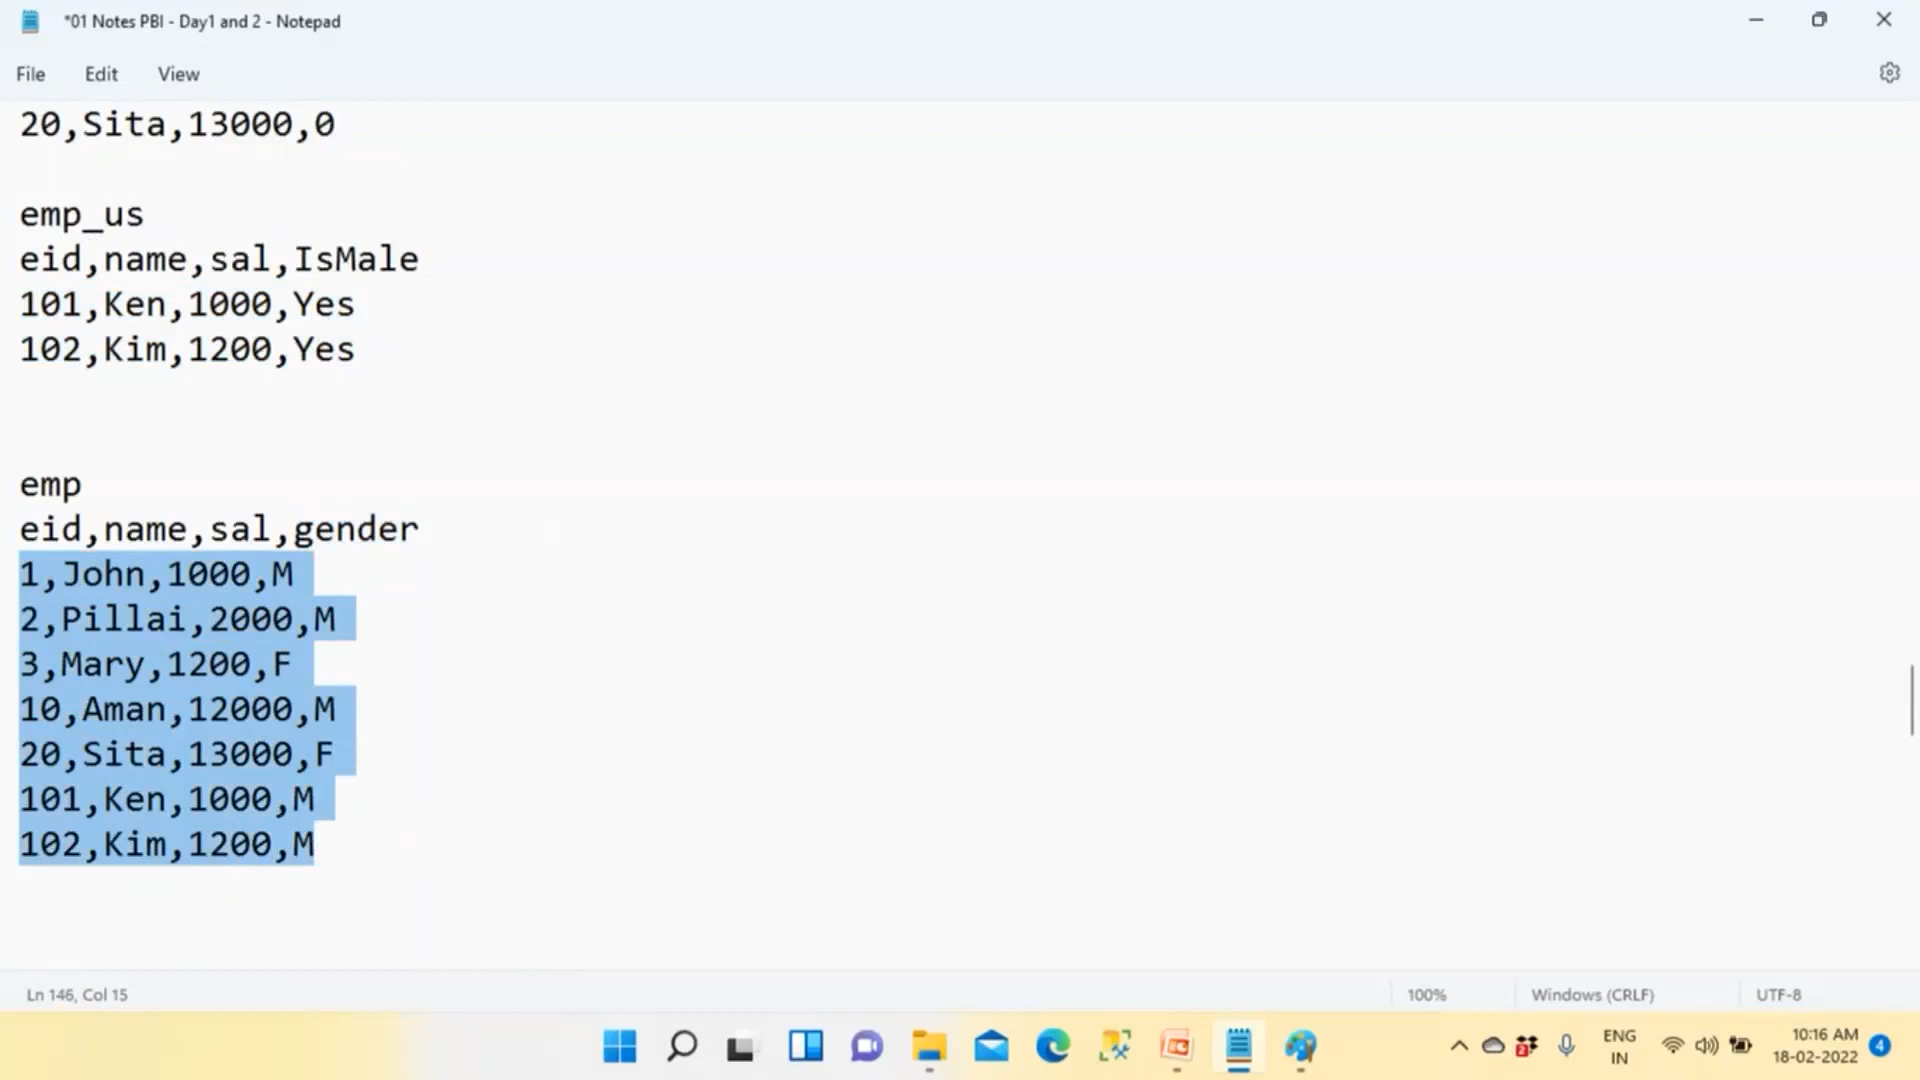 *01 Notes PBI - Day1 and 2 - Notepad
File Edit View
20,Sita,13000,0
emp_us
eid,name,sal,IsMale
101,Ken,1000,Yes
102,Kim,1200,Yes
emp
eid,name,sal,gender
1,John,1000,M
2,Pillai,2000,M
3,Mary,1200,F
10,Aman,12000,M
20,Sita,13000,F
101,Ken,1000,M
102,Kim,1200,M
Ln 146, Col 15 100% Windows (CRLF) UTF-8
ENG 10:16 AM
IN 18-02-2022 4